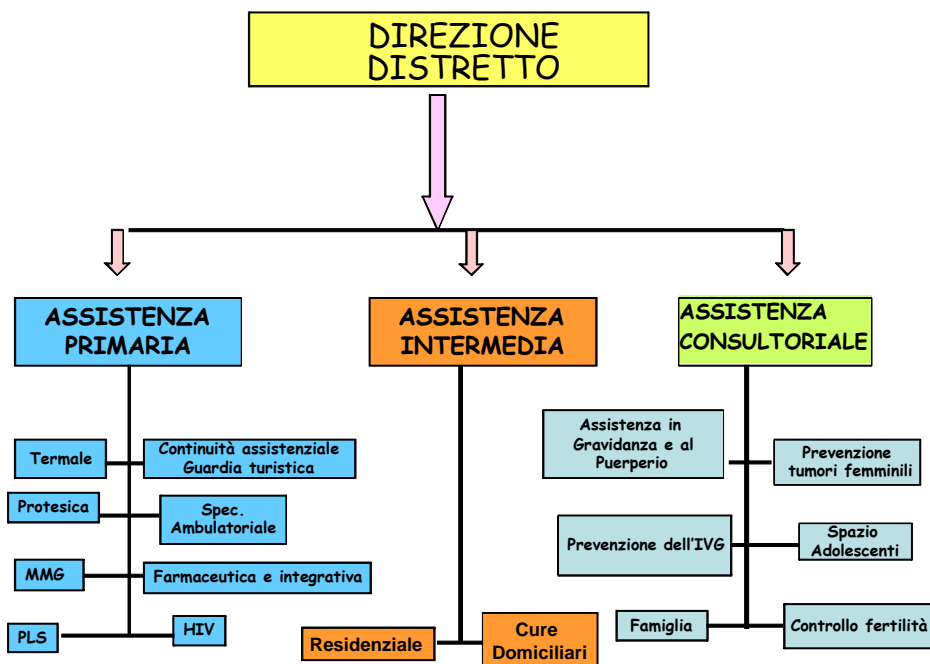 DIREZIONE
DISTRETTO
ASSISTENZA
PRIMARIA
ASSISTENZA
INTERMEDIA
ASSISTENZA
CONSULTORIALE
Termale
Continuità assistenziale
Guardia turistica
Protesica
Spec.
Ambulatoriale
MMG
Farmaceutica e integrativa
PLS
HIV
Residenziale
Cure
Domiciliari
Assistenza in
Gravidanza e al
Puerperio
Prevenzione
tumori femminili
Prevenzione dell'IVG
Spazio
Adolescenti
Famiglia
Controllo fertilità